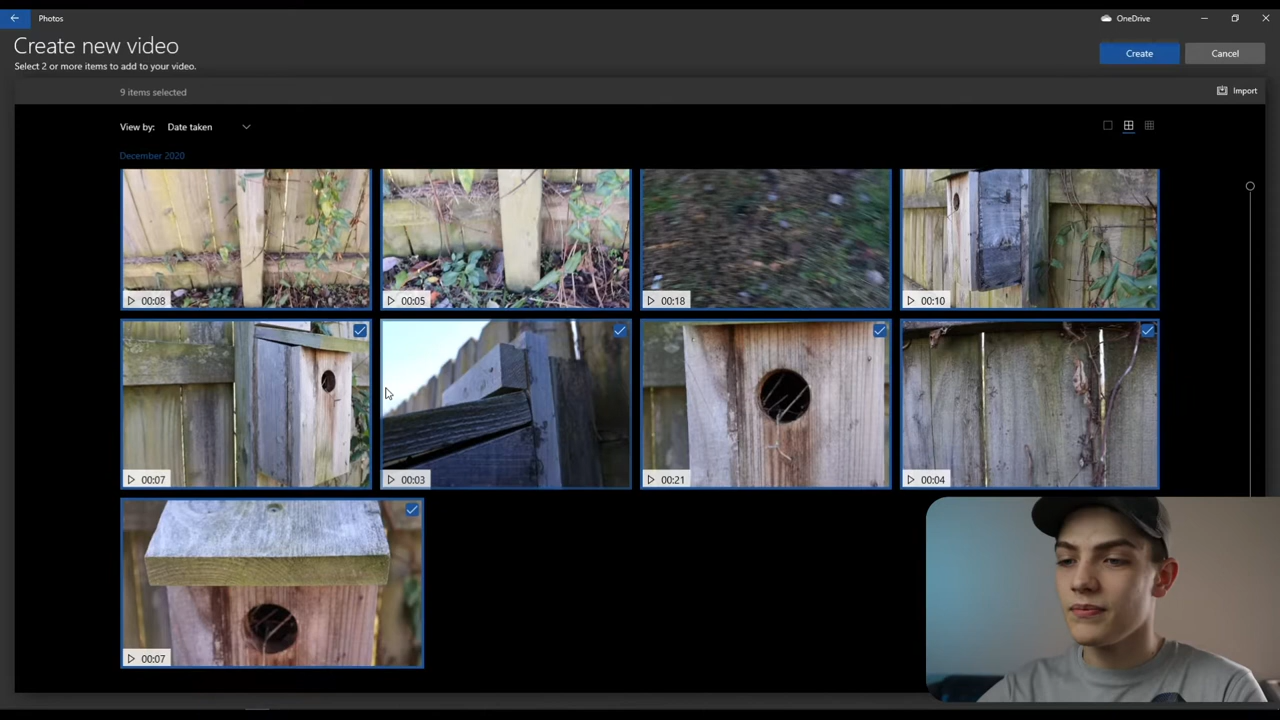 Photos
OneDrive
Create new video
Select 2 or more items to add to your video.
Create
Cancel
9 items selected
Import
View by:
Date taken
December 2020
00:08
00:05
00:18
00:10
00:07
00:03
00:21
00:04
00:07